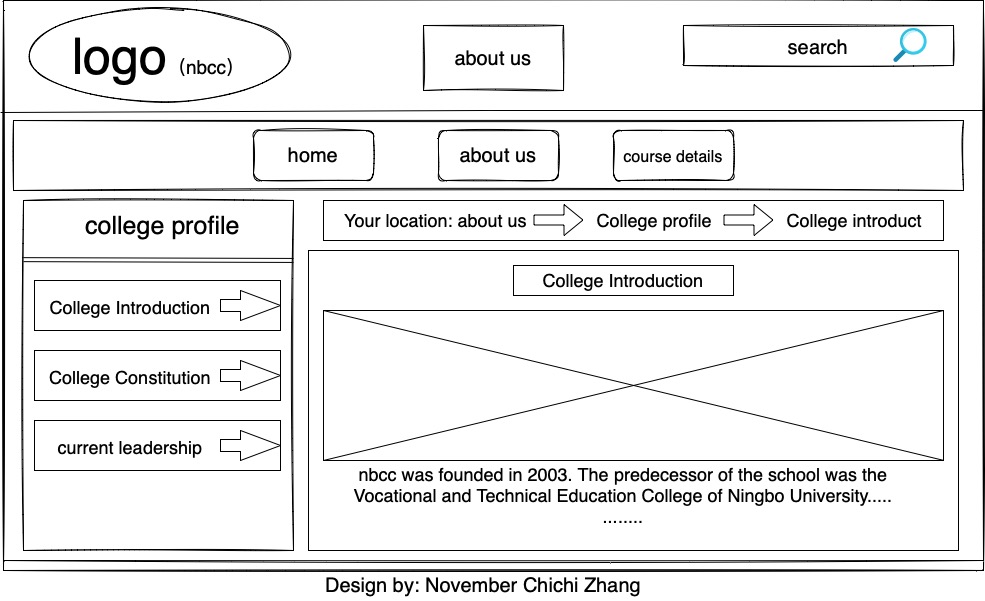 logo (nbcc)
about us
search
home
about us
course details
college profile
College Introduction
College Constitution
current leadership
Your location: about us College profile College introduct
College Introduction
nbcc was founded in 2003. The predecessor of the school was the
Vocational and Technical Education College of Ningbo University.....
........
Design by: November Chichi Zhang